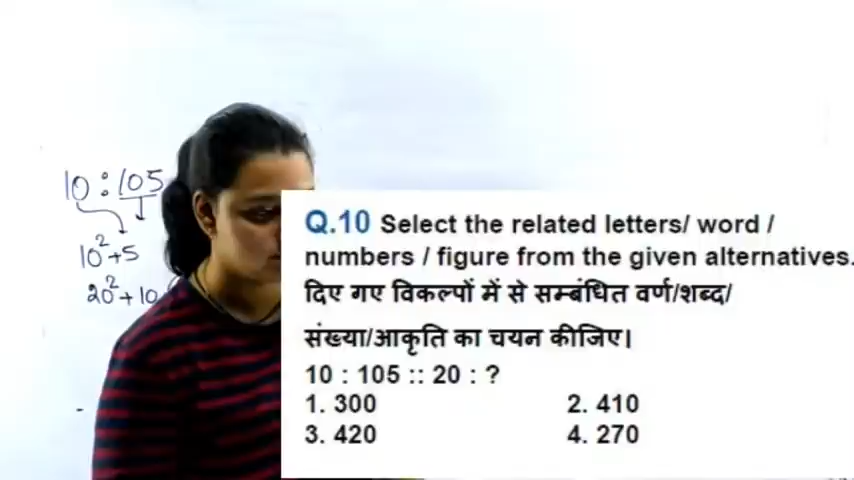 10 : 105
10²+5
20²+10
Q.10 Select the related letters/ word /
numbers / figure from the given alternatives.
दिए गए विकल्पों में से सम्बंधित वर्ण/शब्द/
संख्या/आकृति का चयन कीजिए।
10 : 105 :: 20 : ?
1. 300 2. 410
3. 420 4. 270